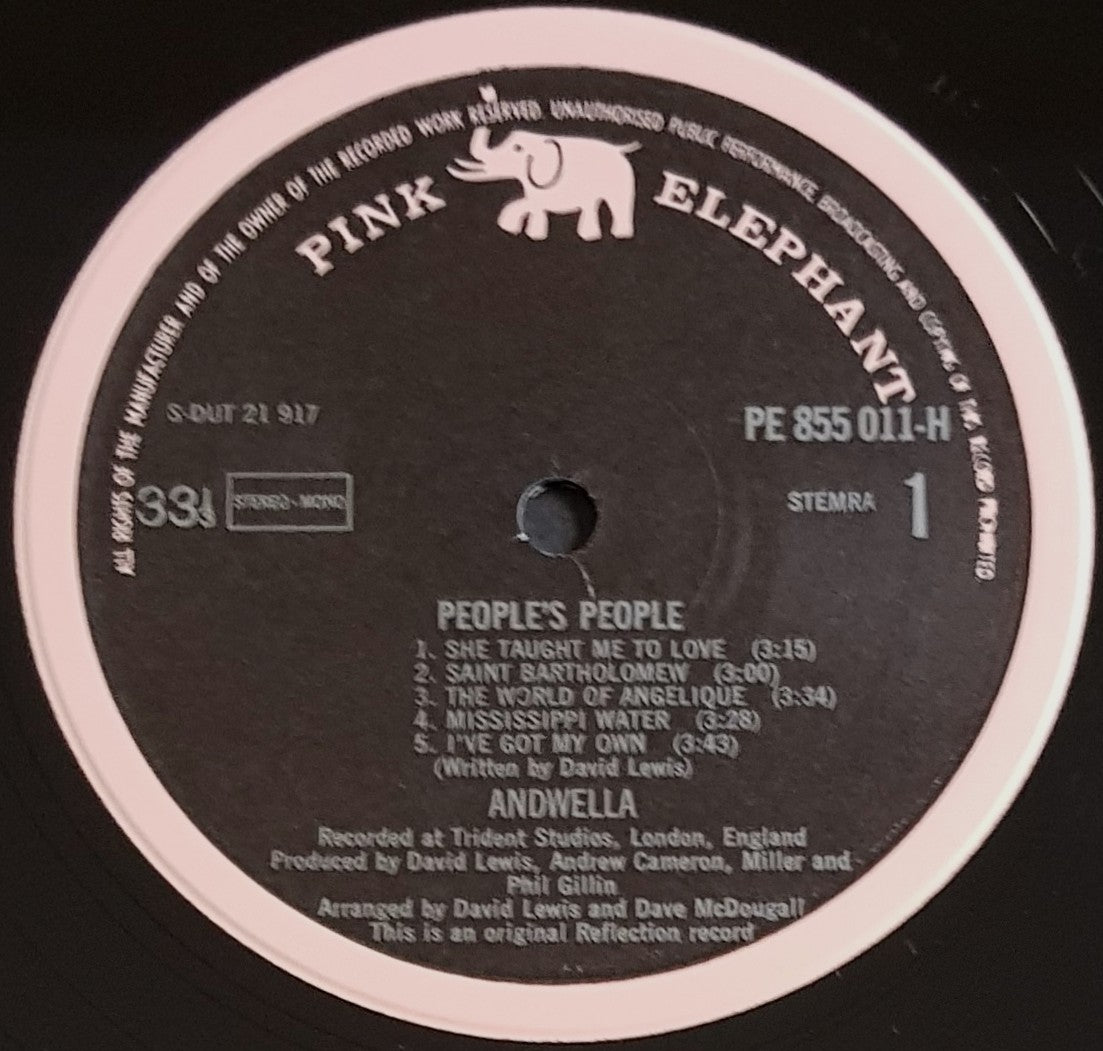 ALL RIGHTS OF THE MANUFACTURER AND OF THE OWNER OF THE RECORDED WORK RESERVED. UNAUTHORISED PUBLIC PERFORMANCE, BROADCASTING AND COPYING OF THIS RECORD PROHIBITED
PINK ELEPHANT
S-DUT 21 917
PE 855 011-H
33⅓ STEREO-MONO
STEMRA 1
PEOPLE'S PEOPLE
1. SHE TAUGHT ME TO LOVE (3:15)
2. SAINT BARTHOLOMEW (3:00)
3. THE WORLD OF ANGELIQUE (3:34)
4. MISSISSIPPI WATER (3:28)
5. I'VE GOT MY OWN (3:43)
(Written by David Lewis)
ANDWELLA
Recorded at Trident Studios, London, England
Produced by David Lewis, Andrew Cameron, Miller and
Phil Gillin
Arranged by David Lewis and Dave McDougall
This is an original Reflection record